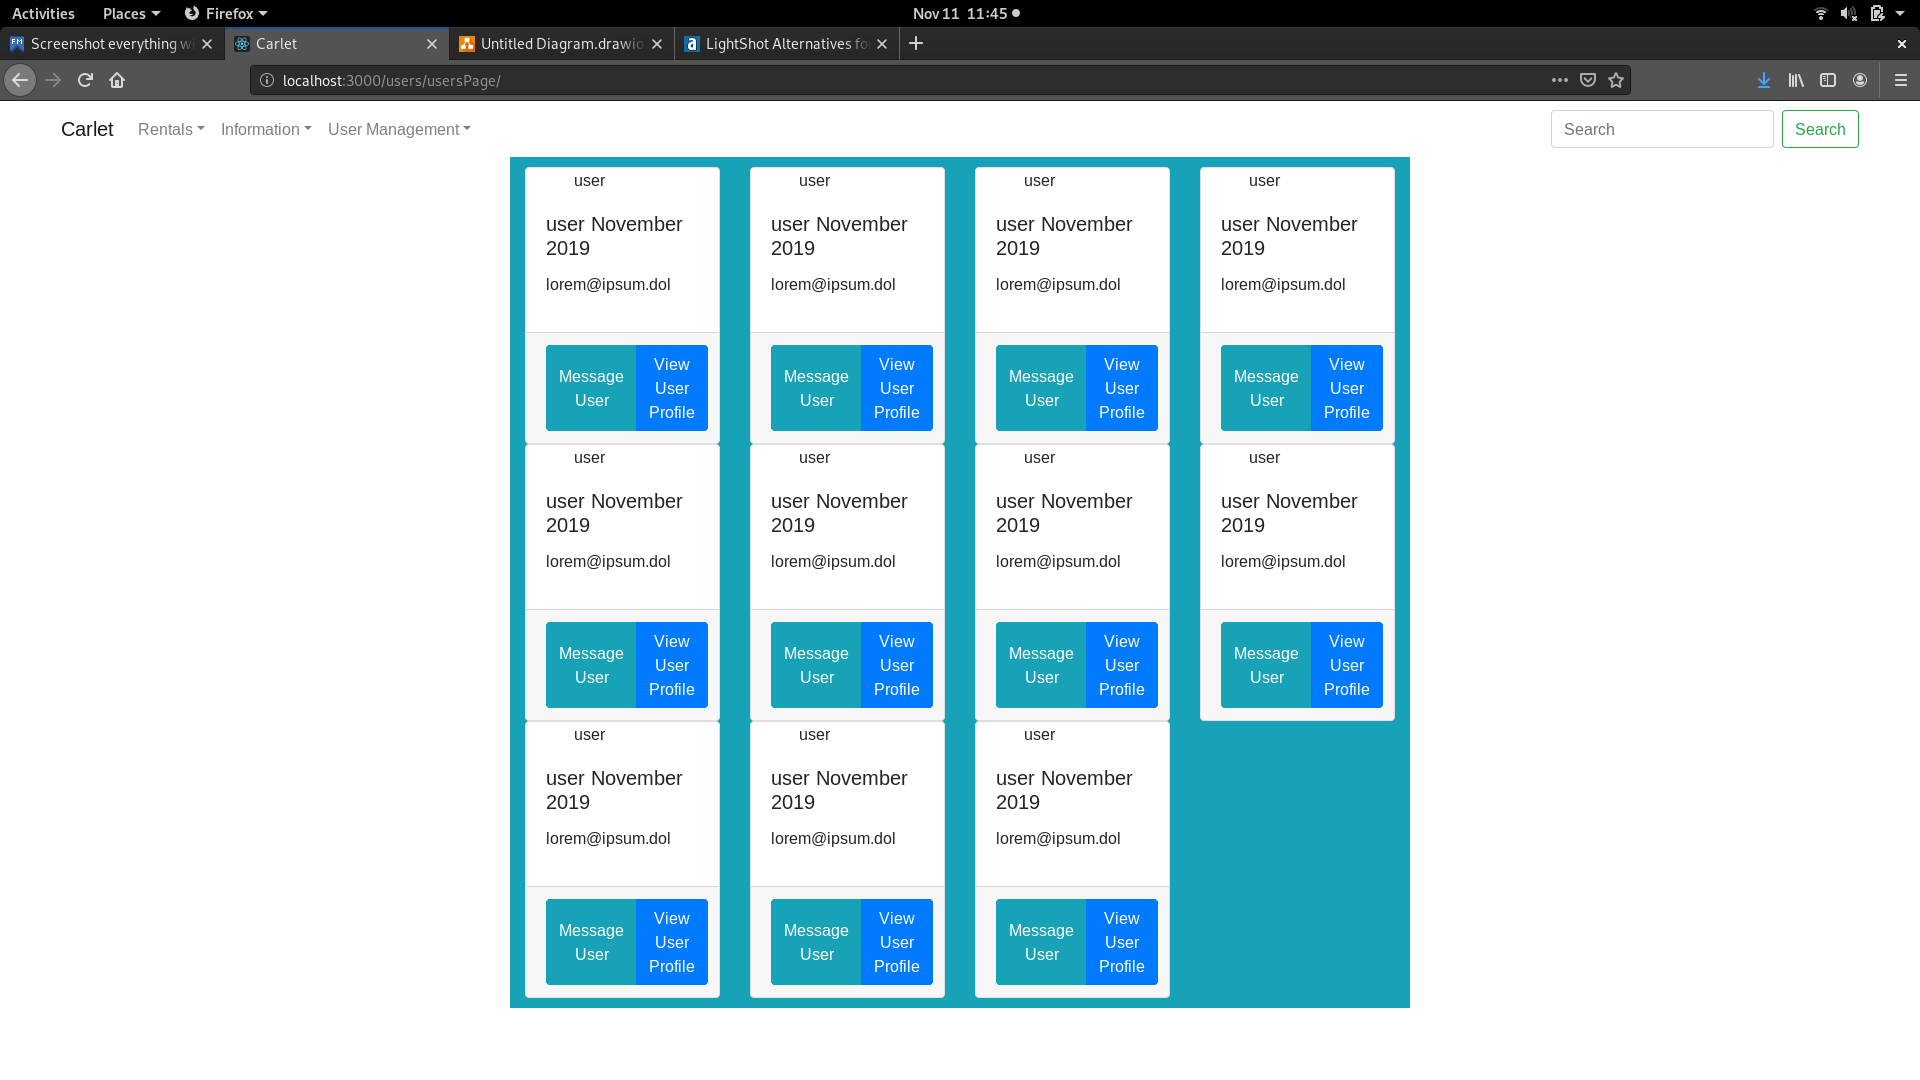 Activities Places Firefox Nov 11 11:45
Screenshot everything w Carlet Untitled Diagram.drawio LightShot Alternatives fo
localhost:3000/users/usersPage/
Carlet Rentals Information User Management Search Search
user user user user
user November user November user November user November
2019 2019 2019 2019
lorem@ipsum.dol lorem@ipsum.dol lorem@ipsum.dol lorem@ipsum.dol
View View View View
Message User Message User Message User Message User
User Profile User Profile User Profile User Profile
user user user user
user November user November user November user November
2019 2019 2019 2019
lorem@ipsum.dol lorem@ipsum.dol lorem@ipsum.dol lorem@ipsum.dol
View View View View
Message User Message User Message User Message User
User Profile User Profile User Profile User Profile
user user user
user November user November user November
2019 2019 2019
lorem@ipsum.dol lorem@ipsum.dol lorem@ipsum.dol
View View View
Message User Message User Message User
User Profile User Profile User Profile